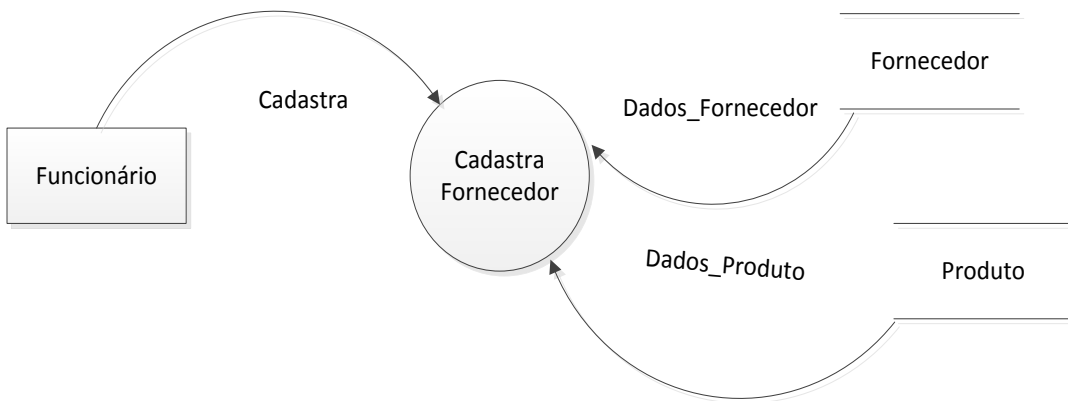 Fornecedor
Cadastra
Dados_Fornecedor
Funcionário
Cadastra
Fornecedor
Dados_Produto
Produto